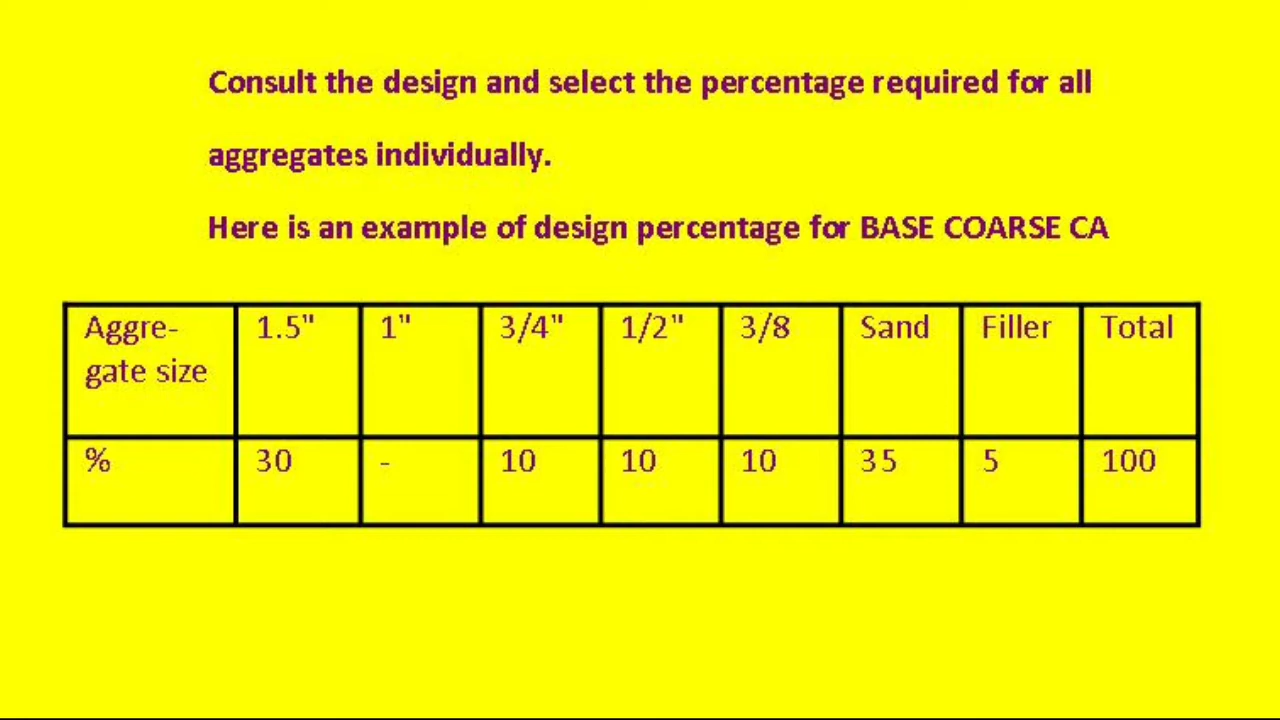 Consult the design and select the percentage required for all
aggregates individually.
Here is an example of design percentage for BASE COARSE CA
Aggre- 1.5" 1" 3/4" 1/2" 3/8 Sand Filler Total
gate size
% 30 - 10 10 10 35 5 100